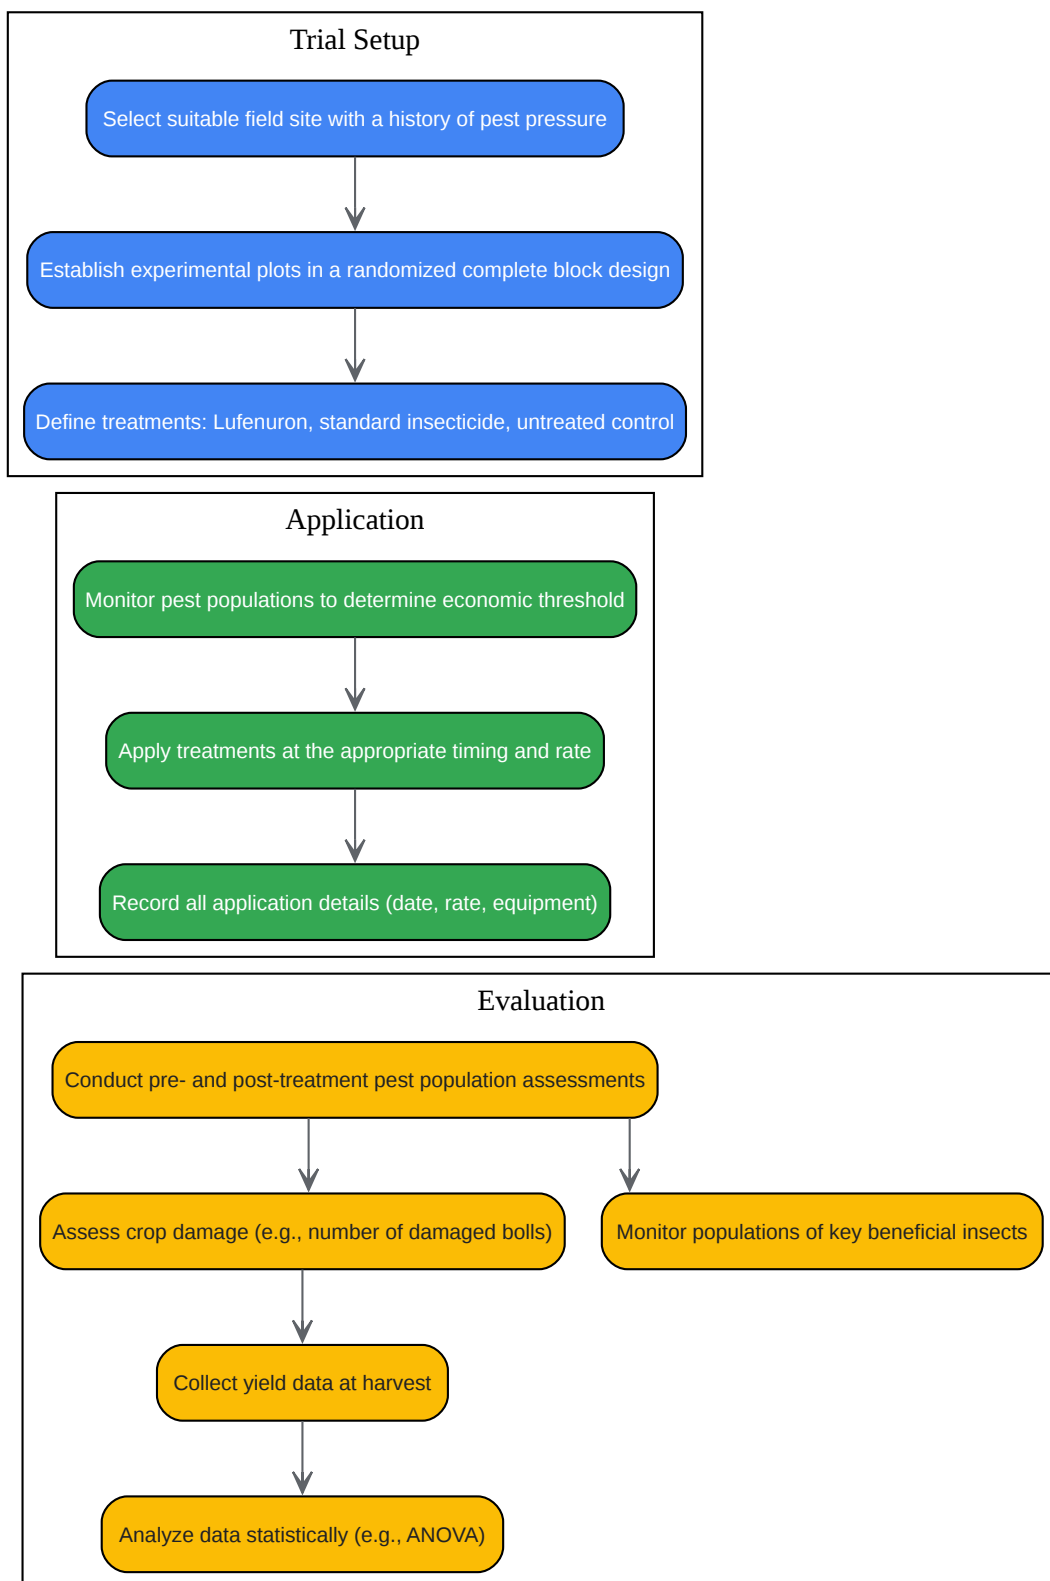 Trial Setup
Select suitable field site with a history of pest pressure
Establish experimental plots in a randomized complete block design
Define treatments: Lufenuron, standard insecticide, untreated control
Application
Monitor pest populations to determine economic threshold
Apply treatments at the appropriate timing and rate
Record all application details (date, rate, equipment)
Evaluation
Conduct pre- and post-treatment pest population assessments
Assess crop damage (e.g., number of damaged bolls)
Monitor populations of key beneficial insects
Collect yield data at harvest
Analyze data statistically (e.g., ANOVA)